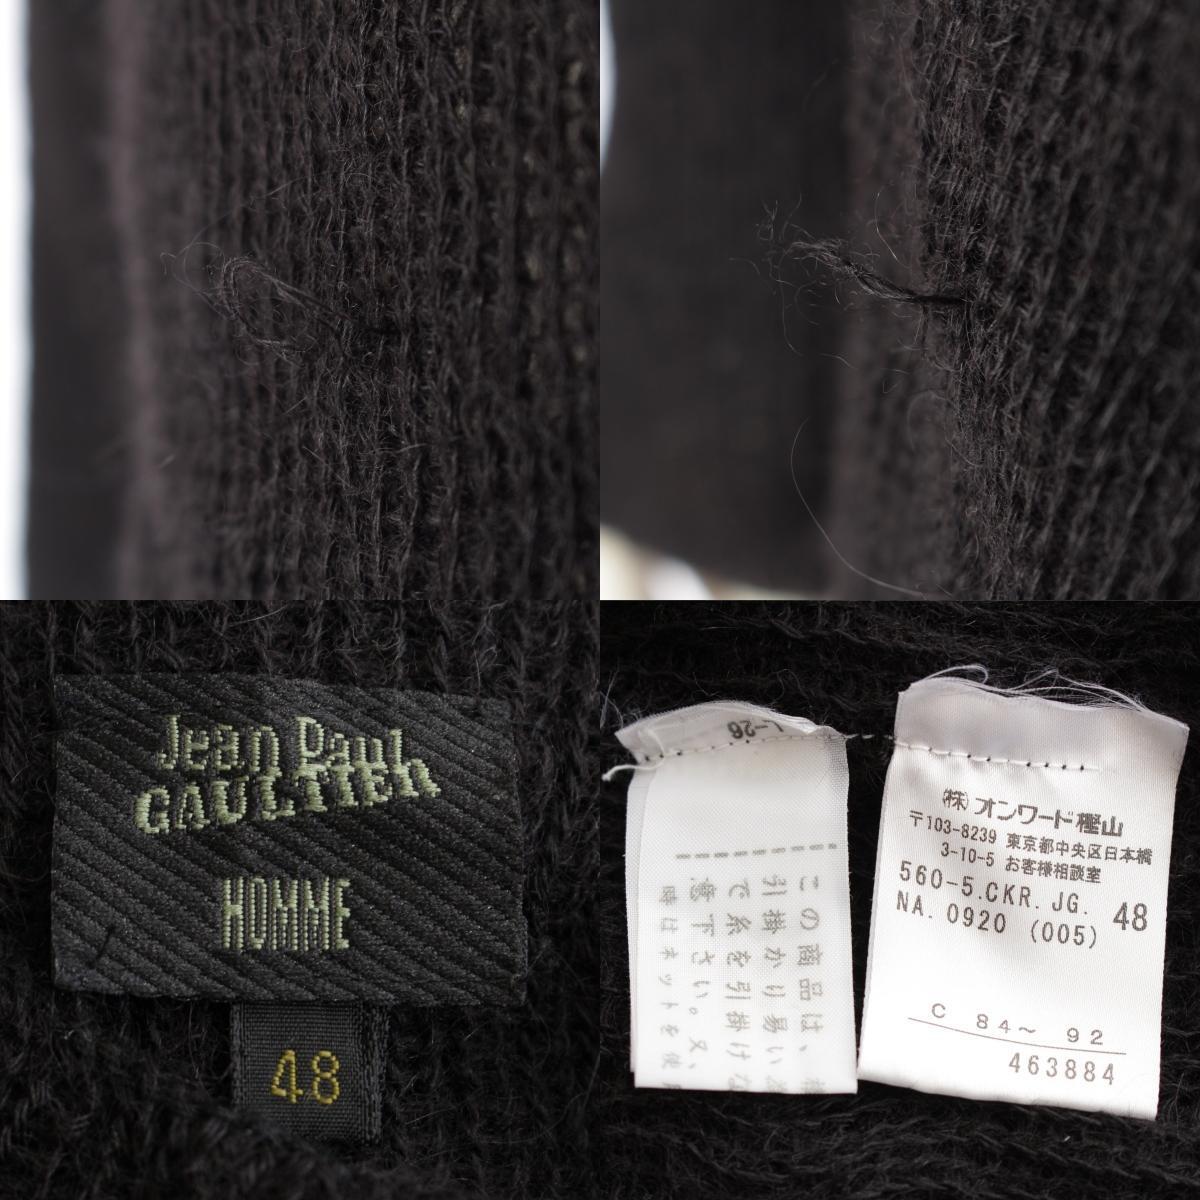 Jean Paul
GAULTIER
HOMME
48
L-26
この商品は、
引掛かり易い
で糸を引掛けな
意下さい。又、
時はネットを使
㈱オンワード樫山
〒103-8239 東京都中央区日本橋
3-10-5 お客様相談室
560-5.CKR. JG.
NA. 0920 (005)
48
C 84～ 92
463884